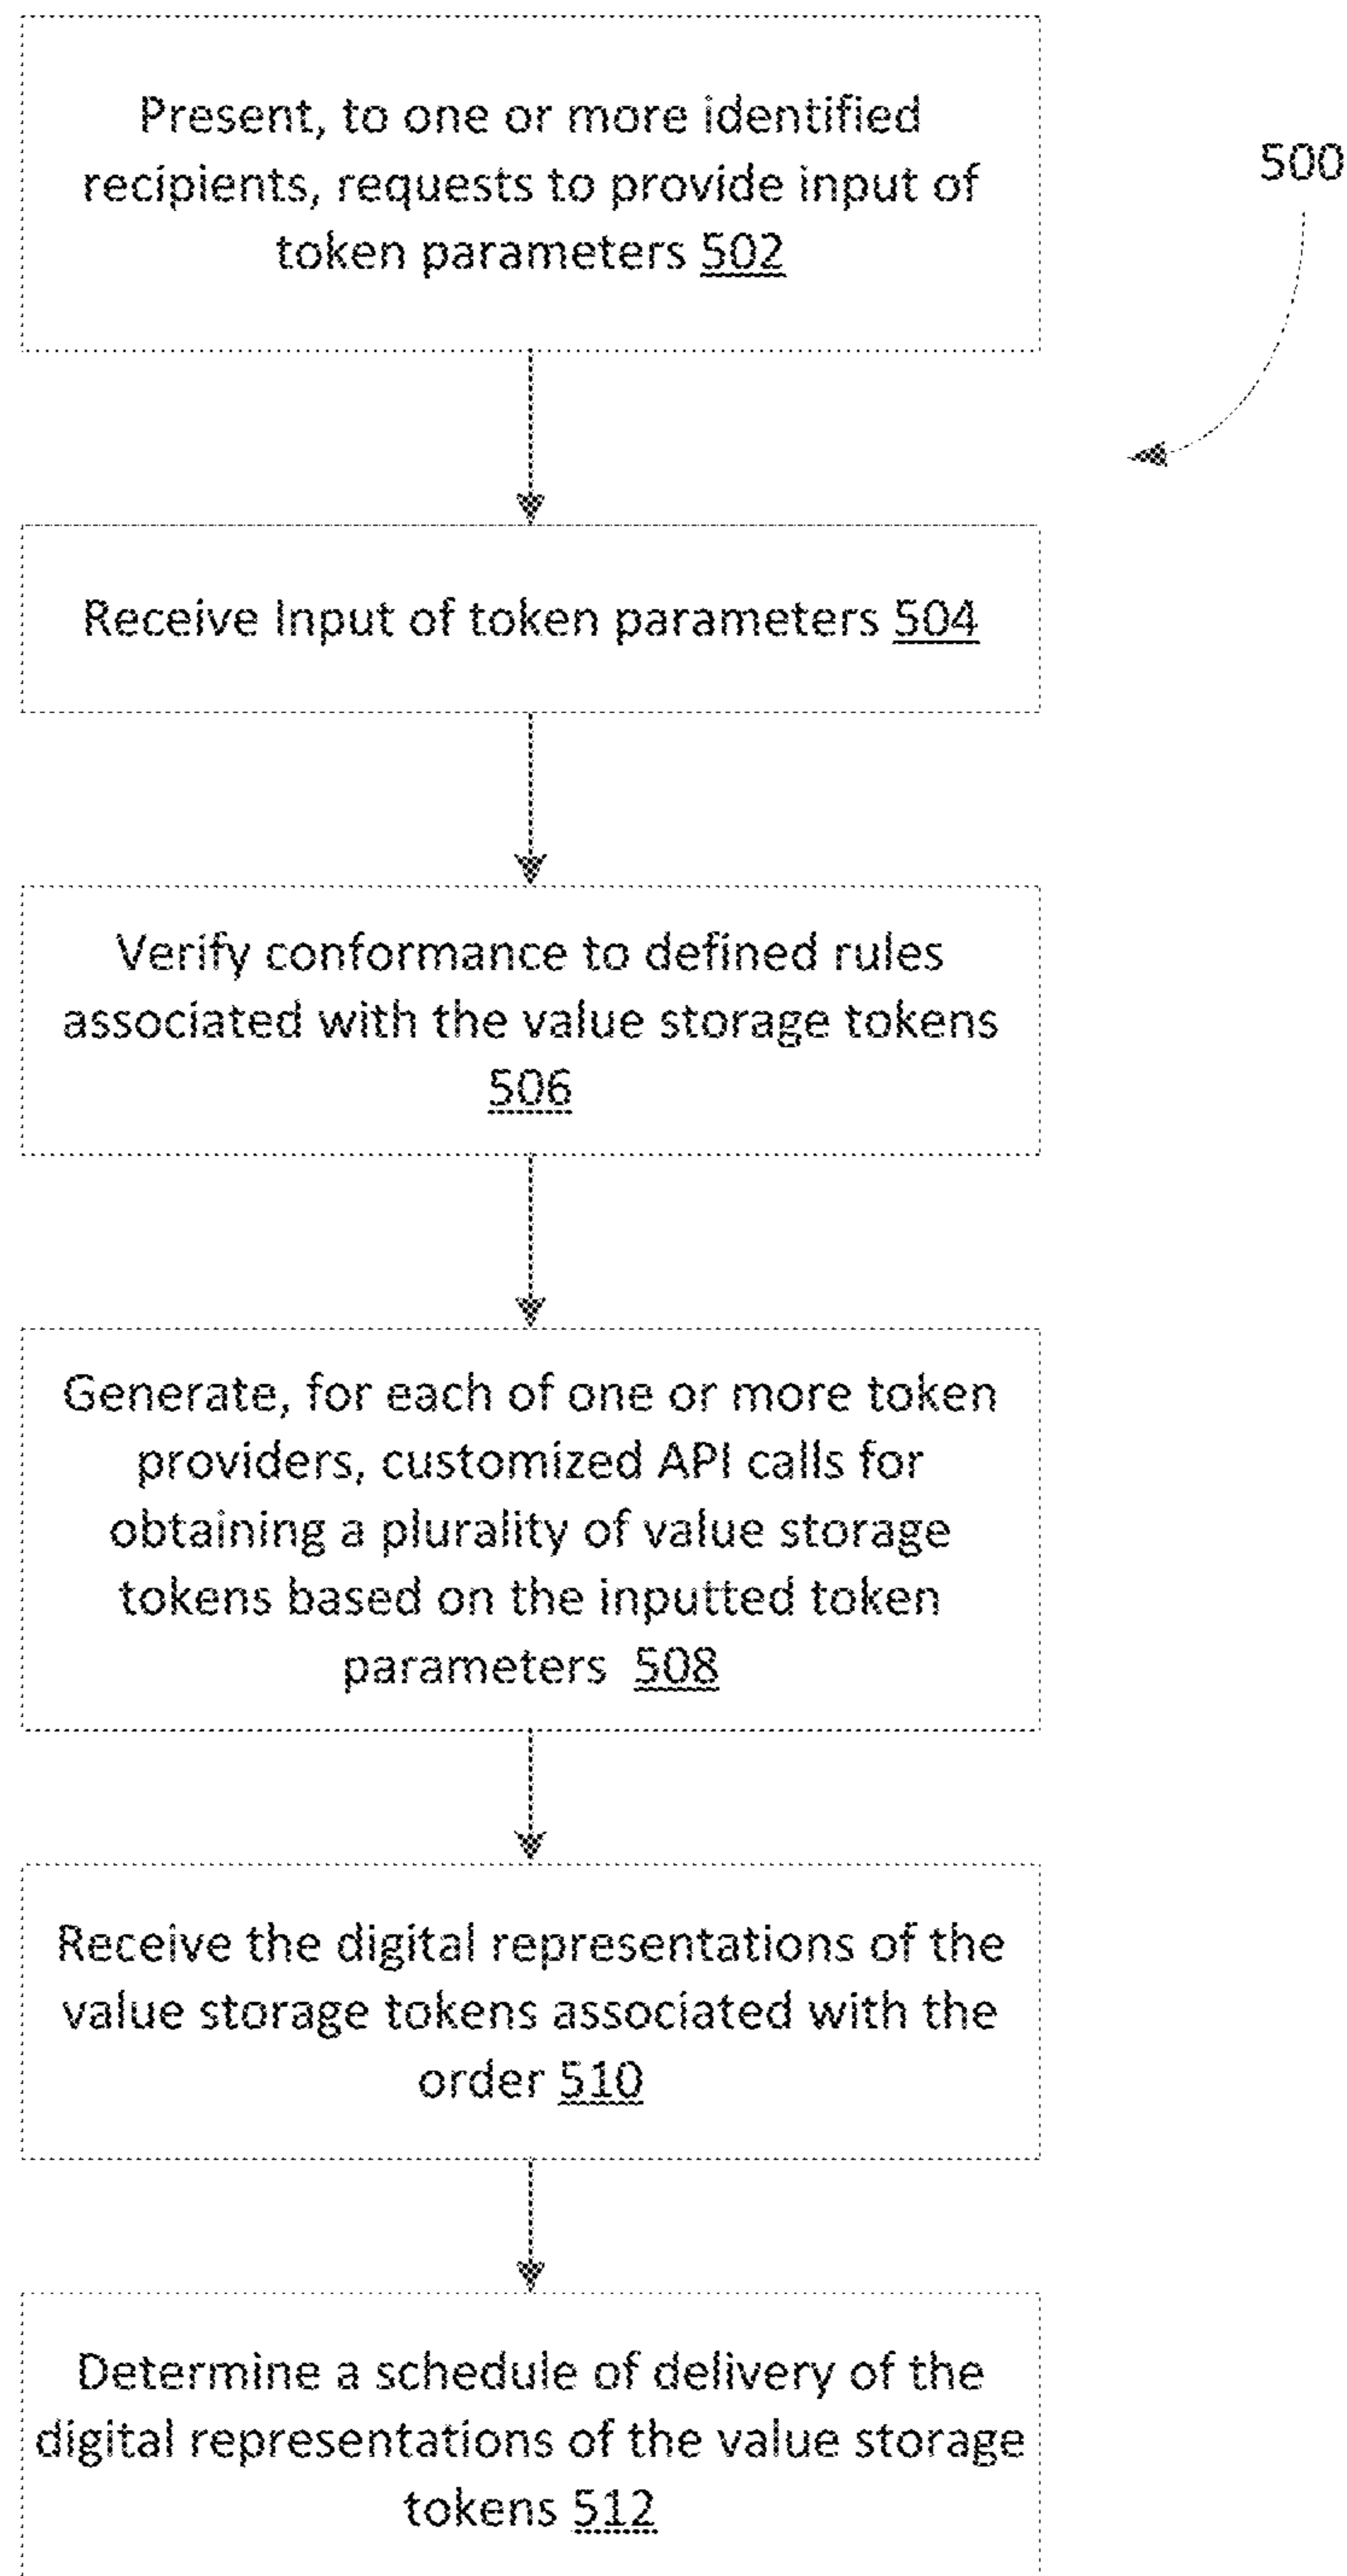 Present, to one or more identified
recipients, requests to provide input of
token parameters 502
500
Receive Input of token parameters 504
Verify conformance to defined rules
associated with the value storage tokens
506
Generate, for each of one or more token
providers, customized API calls for
obtaining a plurality of value storage
tokens based on the inputted token
parameters 508
Receive the digital representations of the
value storage tokens associated with the
order 510
Determine a schedule of delivery of the
digital representations of the value storage
tokens 512